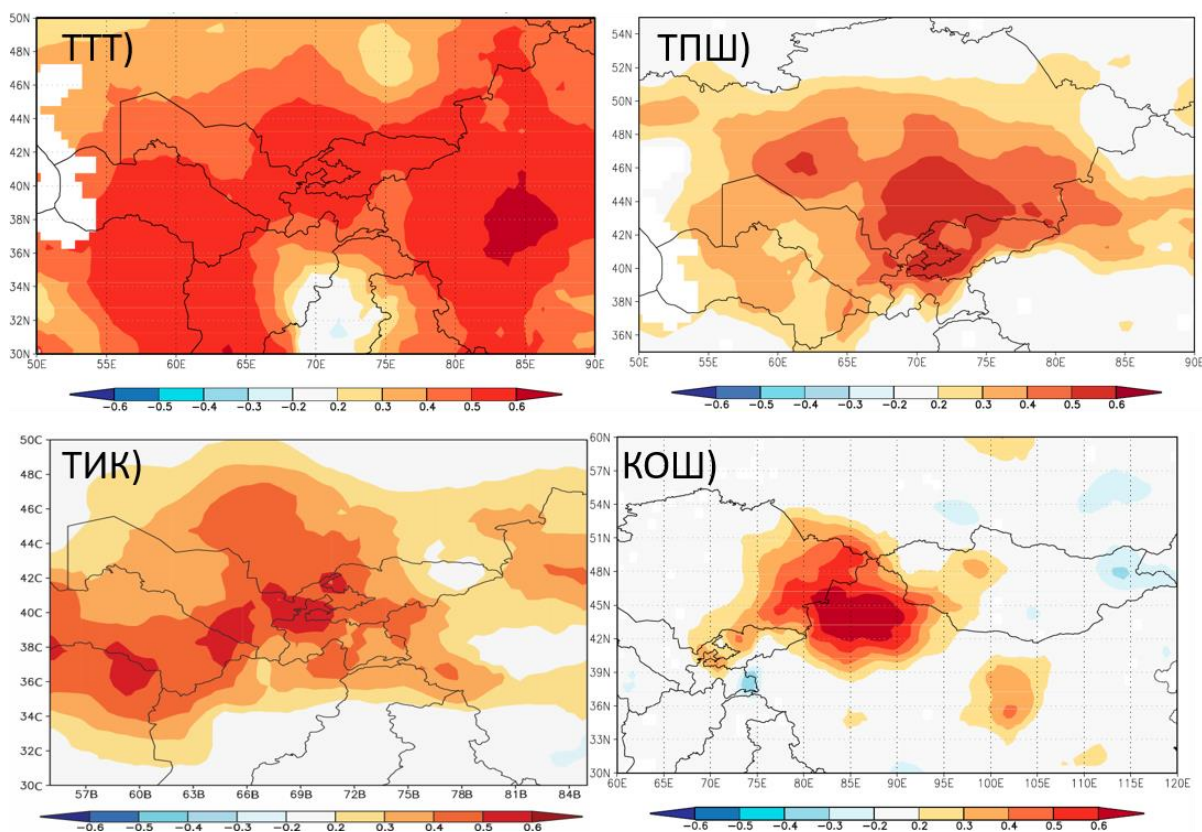 ТТТ)
50N
48N
46N
44N
42N
40N
38N
36N
34N
32N
30N
50E 55E 60E 65E 70E 75E 80E 85E 90E
−0.6 −0.5 −0.4 −0.3 0.2 0.3 0.4 0.5 0.6
ТПШ)
54N
52N
50N
48N
46N
44N
42N
40N
38N
36N
50E 55E 60E 65E 70E 75E 80E 85E 90E
−0.6 −0.5 −0.4 −0.3 0.2 0.3 0.4 0.5 0.6
ТИК)
50С
48С
46С
44С
42С
40С
38С
36С
34С
32С
30С
57В 60В 63В 66В 69В 72В 75В 78В 81В 84В
−0.6 −0.5 −0.4 −0.3 −0.2 0.2 0.3 0.4 0.5 0.6
КОШ)
60N
57N
54N
51N
48N
45N
42N
39N
36N
33N
30N
60E 65E 70E 75E 80E 85E 90E 95E 100E 105E 110E 115E 120E
−0.6 −0.5 −0.4 −0.3 −0.2 0.2 0.3 0.4 0.5 0.6